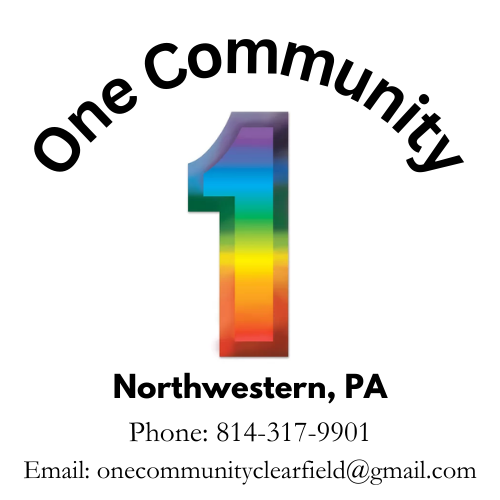 One Community
1
Northwestern, PA
Phone: 814-317-9901
Email: onecommunityclearfield@gmail.com